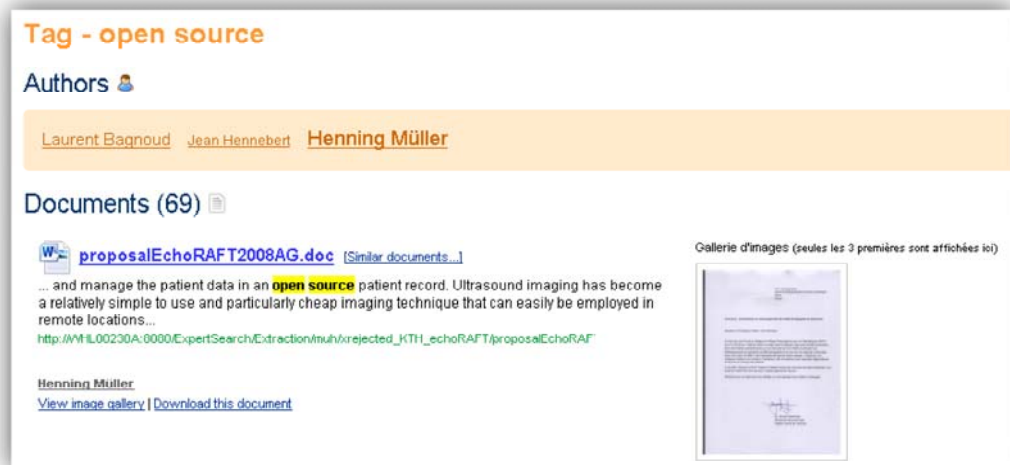 Tag - open source
Authors
Laurent Bagnoud Jean Hennebert Henning Müller
Documents (69)
proposalEchoRAFT2008AG.doc [Similar documents...]
... and manage the patient data in an open source patient record. Ultrasound imaging has become
a relatively simple to use and particularly cheap imaging technique that can easily be employed in
remote locations...
http://WHL00230A:0000/ExpertSearch/Extraction/muh/xrejected_KTH_echoRAFT/proposalEchoRAF
Henning Müller
View image gallery | Download this document
Gallerie d'images (seules les 3 premières sont affichées ici)